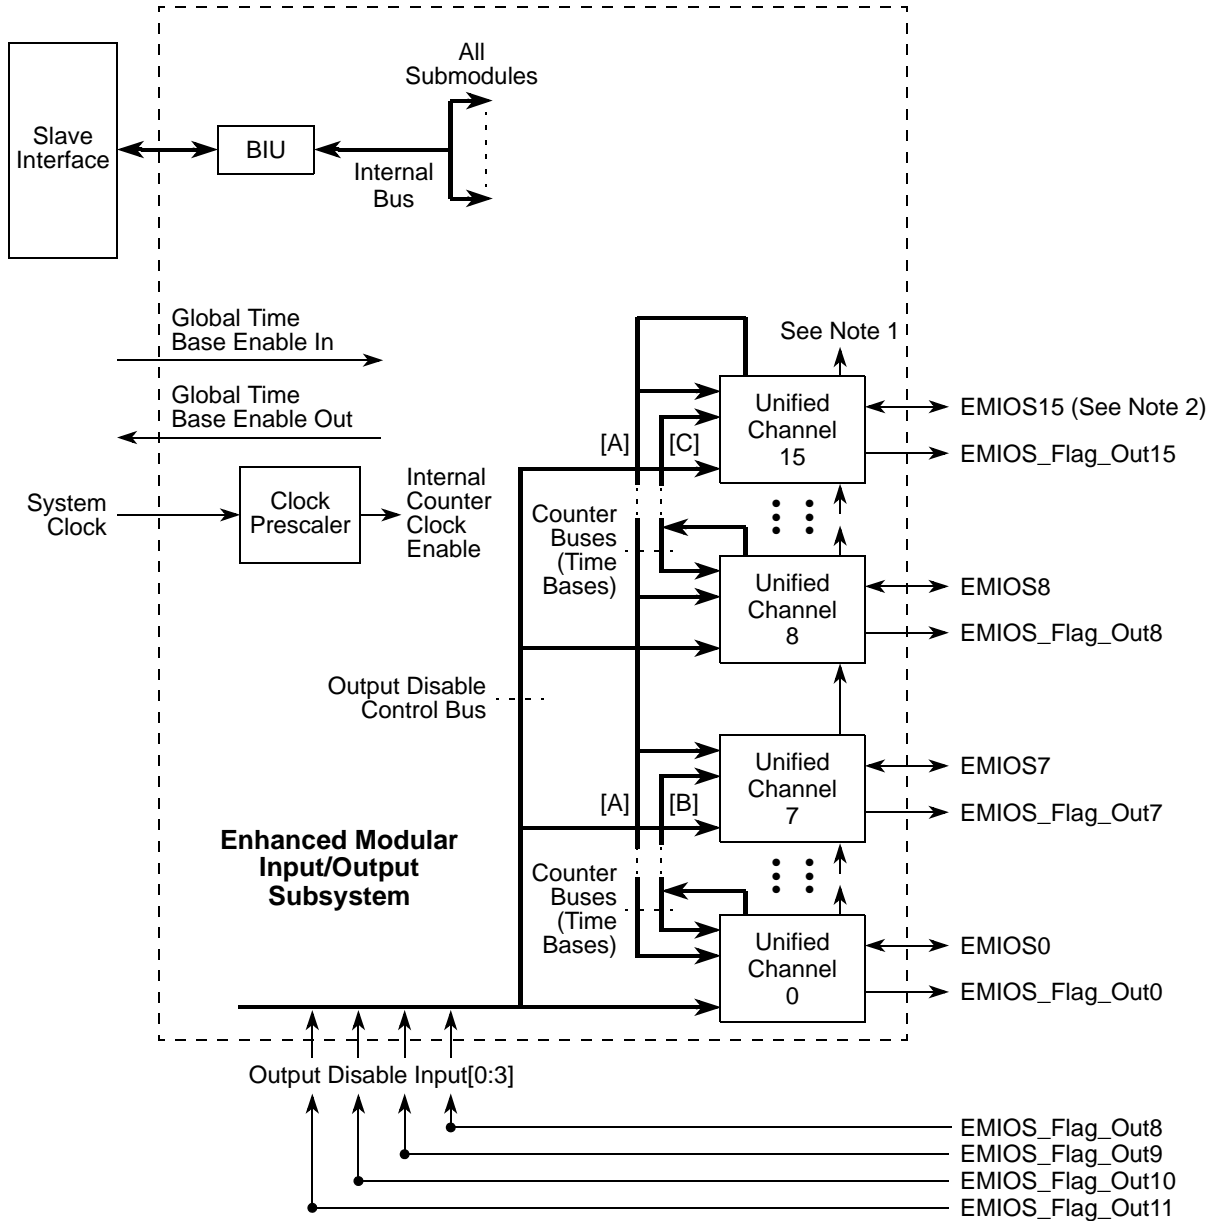 All
Submodules
Slave
Interface
BIU
Internal
Bus
Global Time
Base Enable In
See Note 1
Global Time
Base Enable Out
Unified
Channel
15
EMIOS15 (See Note 2)
EMIOS_Flag_Out15
[A]
[C]
System
Clock
Clock
Prescaler
Internal
Counter
Clock
Enable
Counter
Buses
(Time
Bases)
Unified
Channel
8
EMIOS8
EMIOS_Flag_Out8
Output Disable
Control Bus
Unified
Channel
7
EMIOS7
EMIOS_Flag_Out7
[A]
[B]
Enhanced Modular
Input/Output
Subsystem
Counter
Buses
(Time
Bases)
Unified
Channel
0
EMIOS0
EMIOS_Flag_Out0
Output Disable Input[0:3]
EMIOS_Flag_Out8
EMIOS_Flag_Out9
EMIOS_Flag_Out10
EMIOS_Flag_Out11